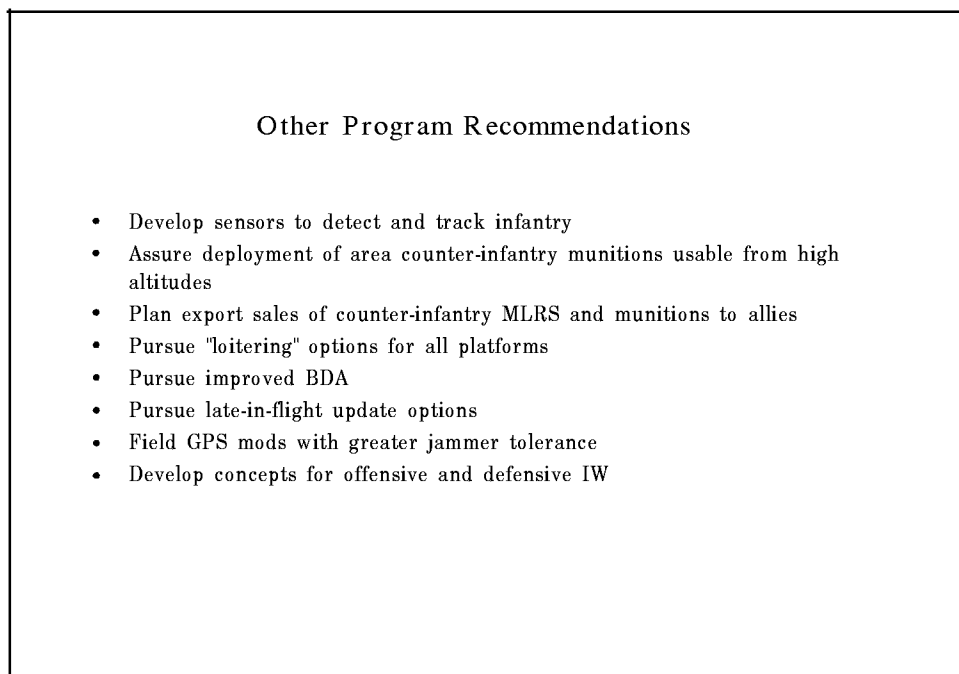 Other Program Recommendations
• Develop sensors to detect and track infantry
• Assure deployment of area counter-infantry munitions usable from high
altitudes
• Plan export sales of counter-infantry MLRS and munitions to allies
• Pursue "loitering" options for all platforms
• Pursue improved BDA
• Pursue late-in-flight update options
• Field GPS mods with greater jammer tolerance
• Develop concepts for offensive and defensive IW